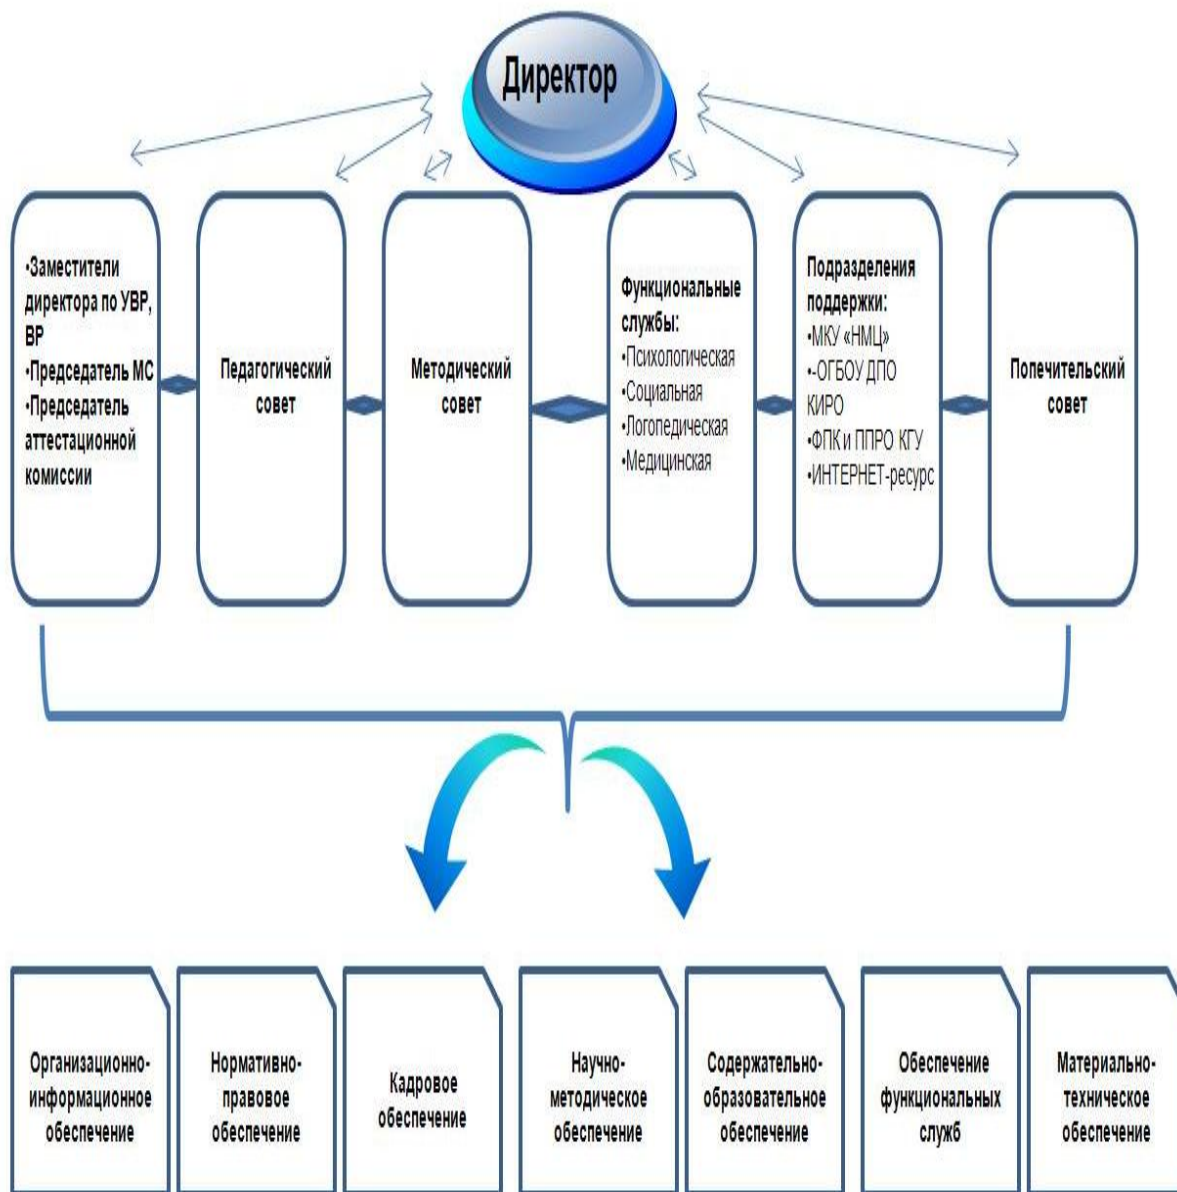 Директор
•Заместители
директора по УВР,
ВР
•Председатель МС
•Председатель
аттестационной
комиссии
Педагогический
совет
Методический
совет
Функциональные
службы:
•Психологическая
•Социальная
•Логопедическая
•Медицинская
Подразделения
поддержки:
•МКУ «НМЦ»
•-ОГБОУ ДПО
КИРО
•ФПК и ППРО КГУ
•ИНТЕРНЕТ-ресурс
Попечительский
совет
Организационно-
информационное
обеспечение
Нормативно-
правовое
обеспечение
Кадровое
обеспечение
Научно-
методическое
обеспечение
Содержательно-
образовательное
обеспечение
Обеспечение
функциональных
служб
Материально-
техническое
обеспечение